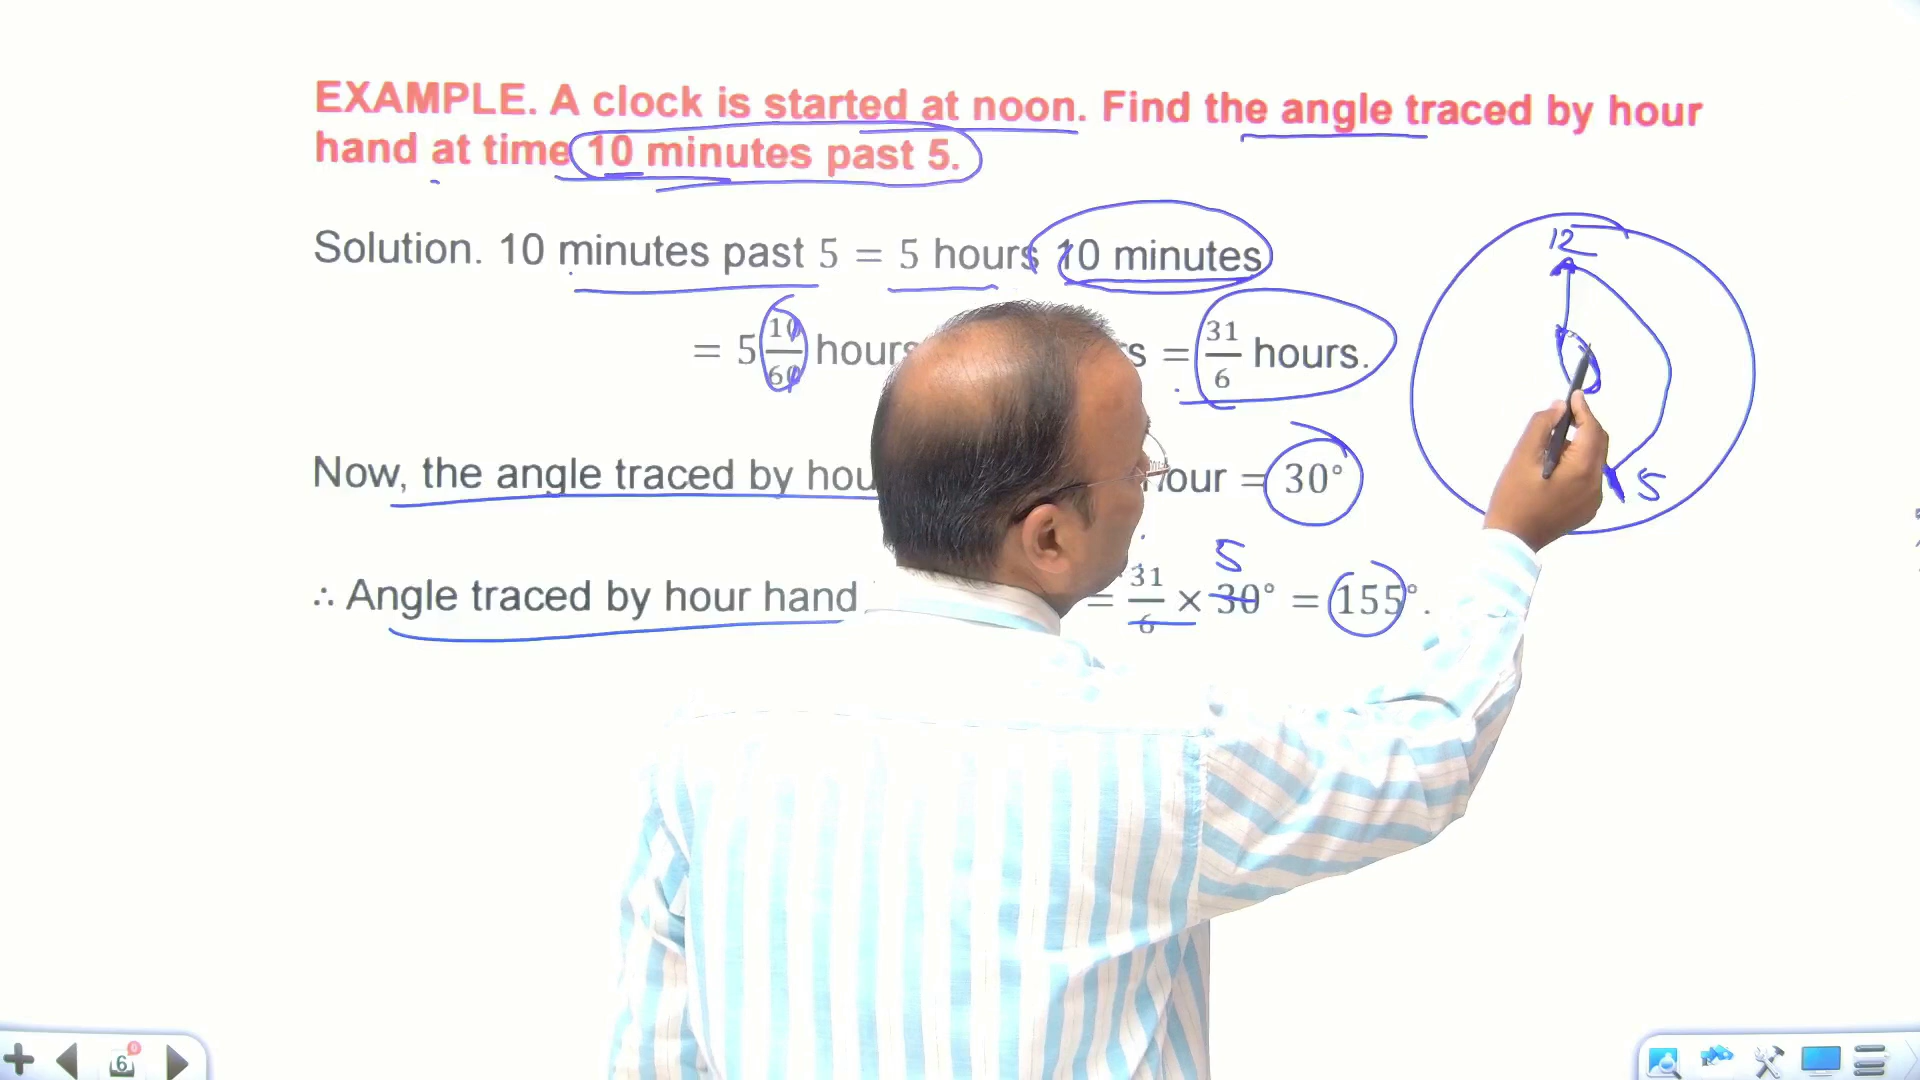 EXAMPLE. A clock is started at noon. Find the angle traced by hour
hand at time 10 minutes past 5.
Solution. 10 minutes past 5 = 5 hours 10 minutes
= 5 10/60 hours = 31/6 hours.
Now, the angle traced by hour = 30°
5
∴ Angle traced by hour hand = 31/6 × 30° = 155°.
12
5
6